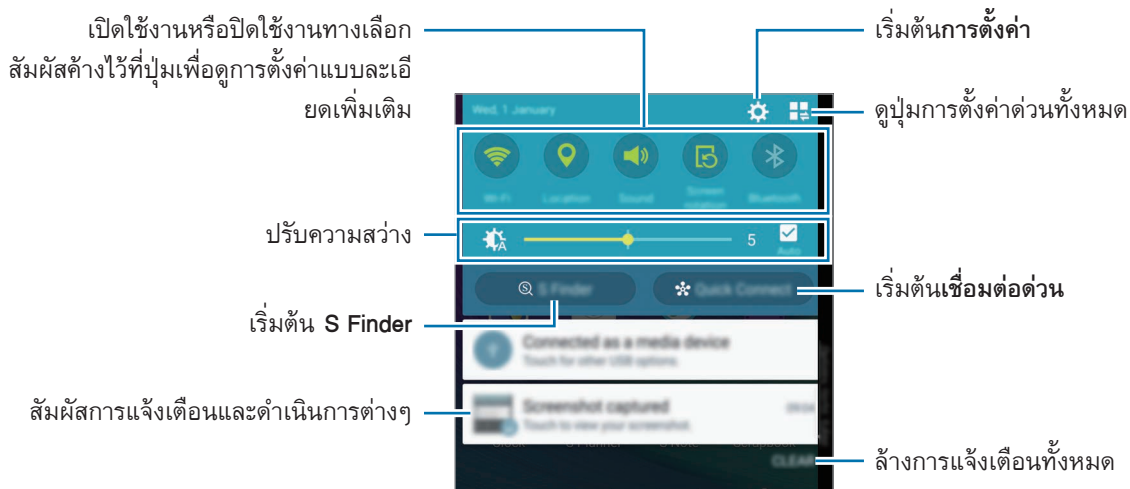 เปิดใช้งานหรือปิดใช้งานทางเลือก
สัมผัสค้างไว้ที่ปุ่มเพื่อดูการตั้งค่าแบบละเอี
ยดเพิ่มเติม
เริ่มต้นการตั้งค่า
ดูปุ่มการตั้งค่าด่วนทั้งหมด
Wed, 1 January
Wi-Fi
Location
Sound
Screen
rotation
Bluetooth
ปรับความสว่าง
A
5
Auto
S Finder
Quick Connect
เริ่มต้นเชื่อมต่อด่วน
เริ่มต้น S Finder
Connected as a media device
Touch for other USB options.
สัมผัสการแจ้งเตือนและดำเนินการต่างๆ
Screenshot captured
Touch to view your screenshot.
CLEAR
ล้างการแจ้งเตือนทั้งหมด